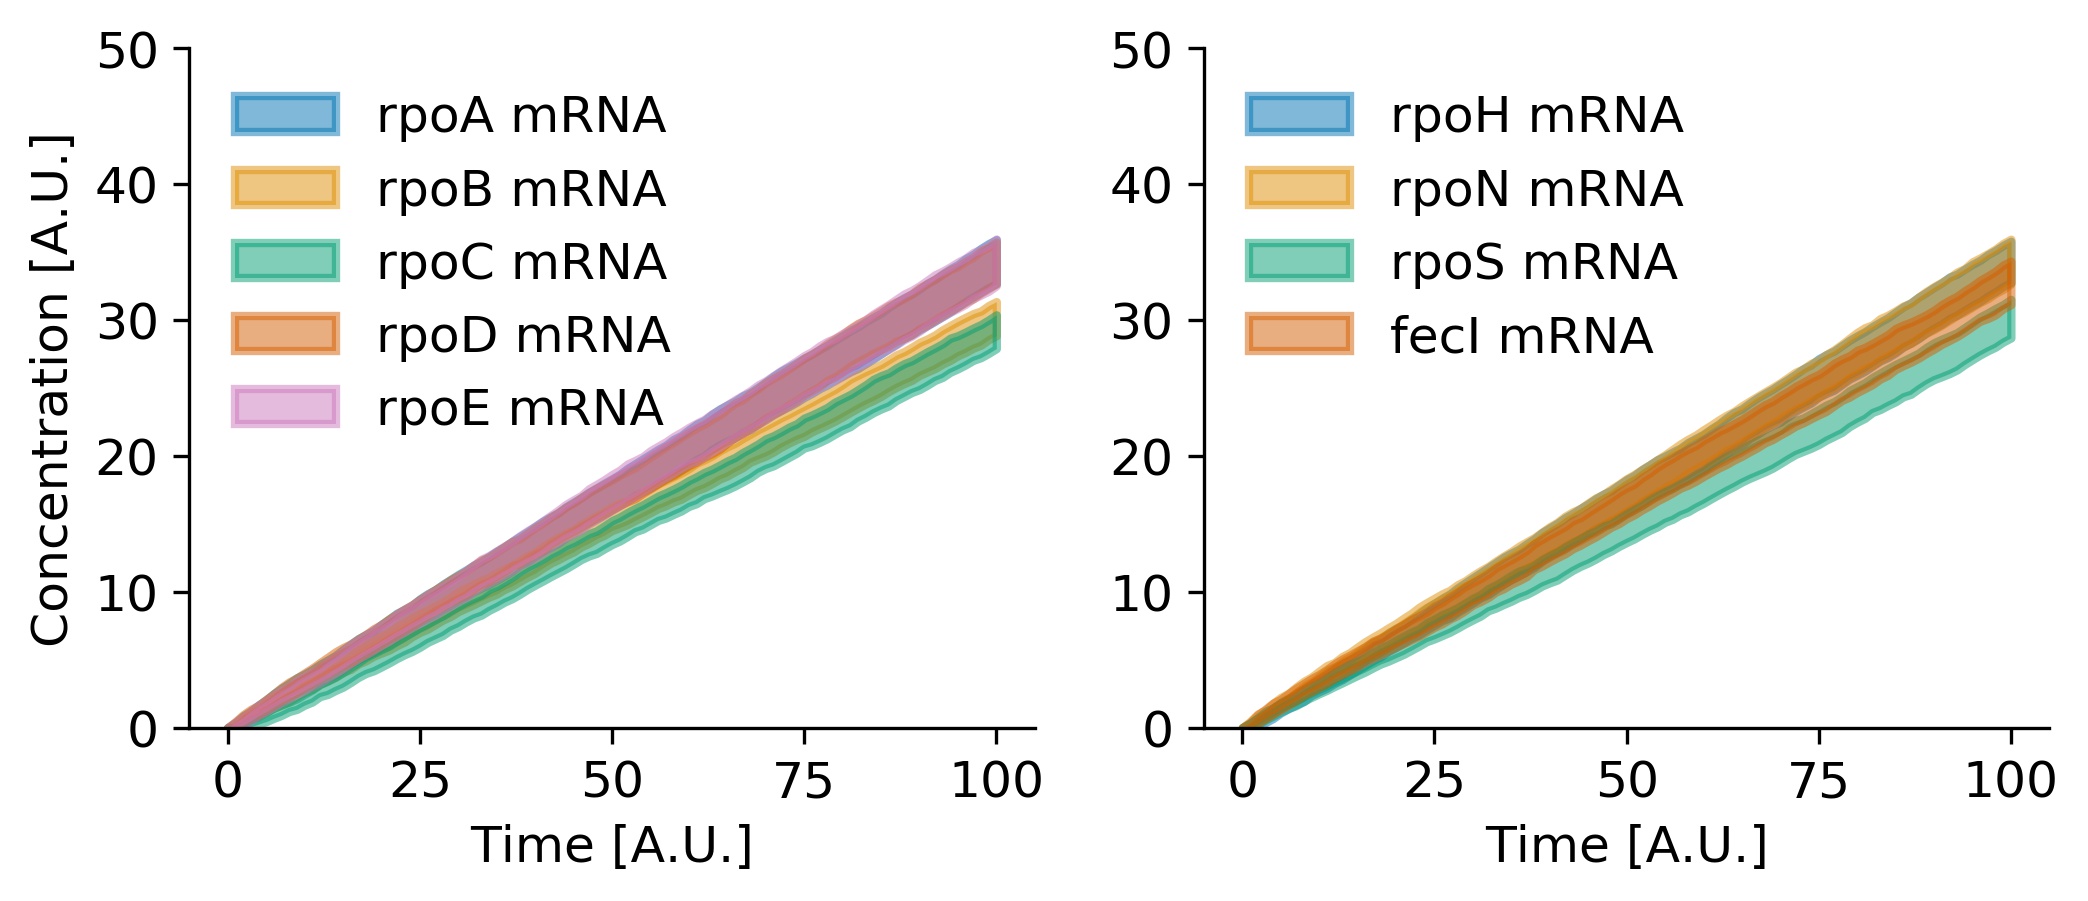 Concentration [A.U.]
50
40
30
20
10
0
rpoA mRNA
rpoB mRNA
rpoC mRNA
rpoD mRNA
rpoE mRNA
0 25 50 75 100
Time [A.U.]
50
40
30
20
10
0
rpoH mRNA
rpoN mRNA
rpoS mRNA
fecI mRNA
0 25 50 75 100
Time [A.U.]